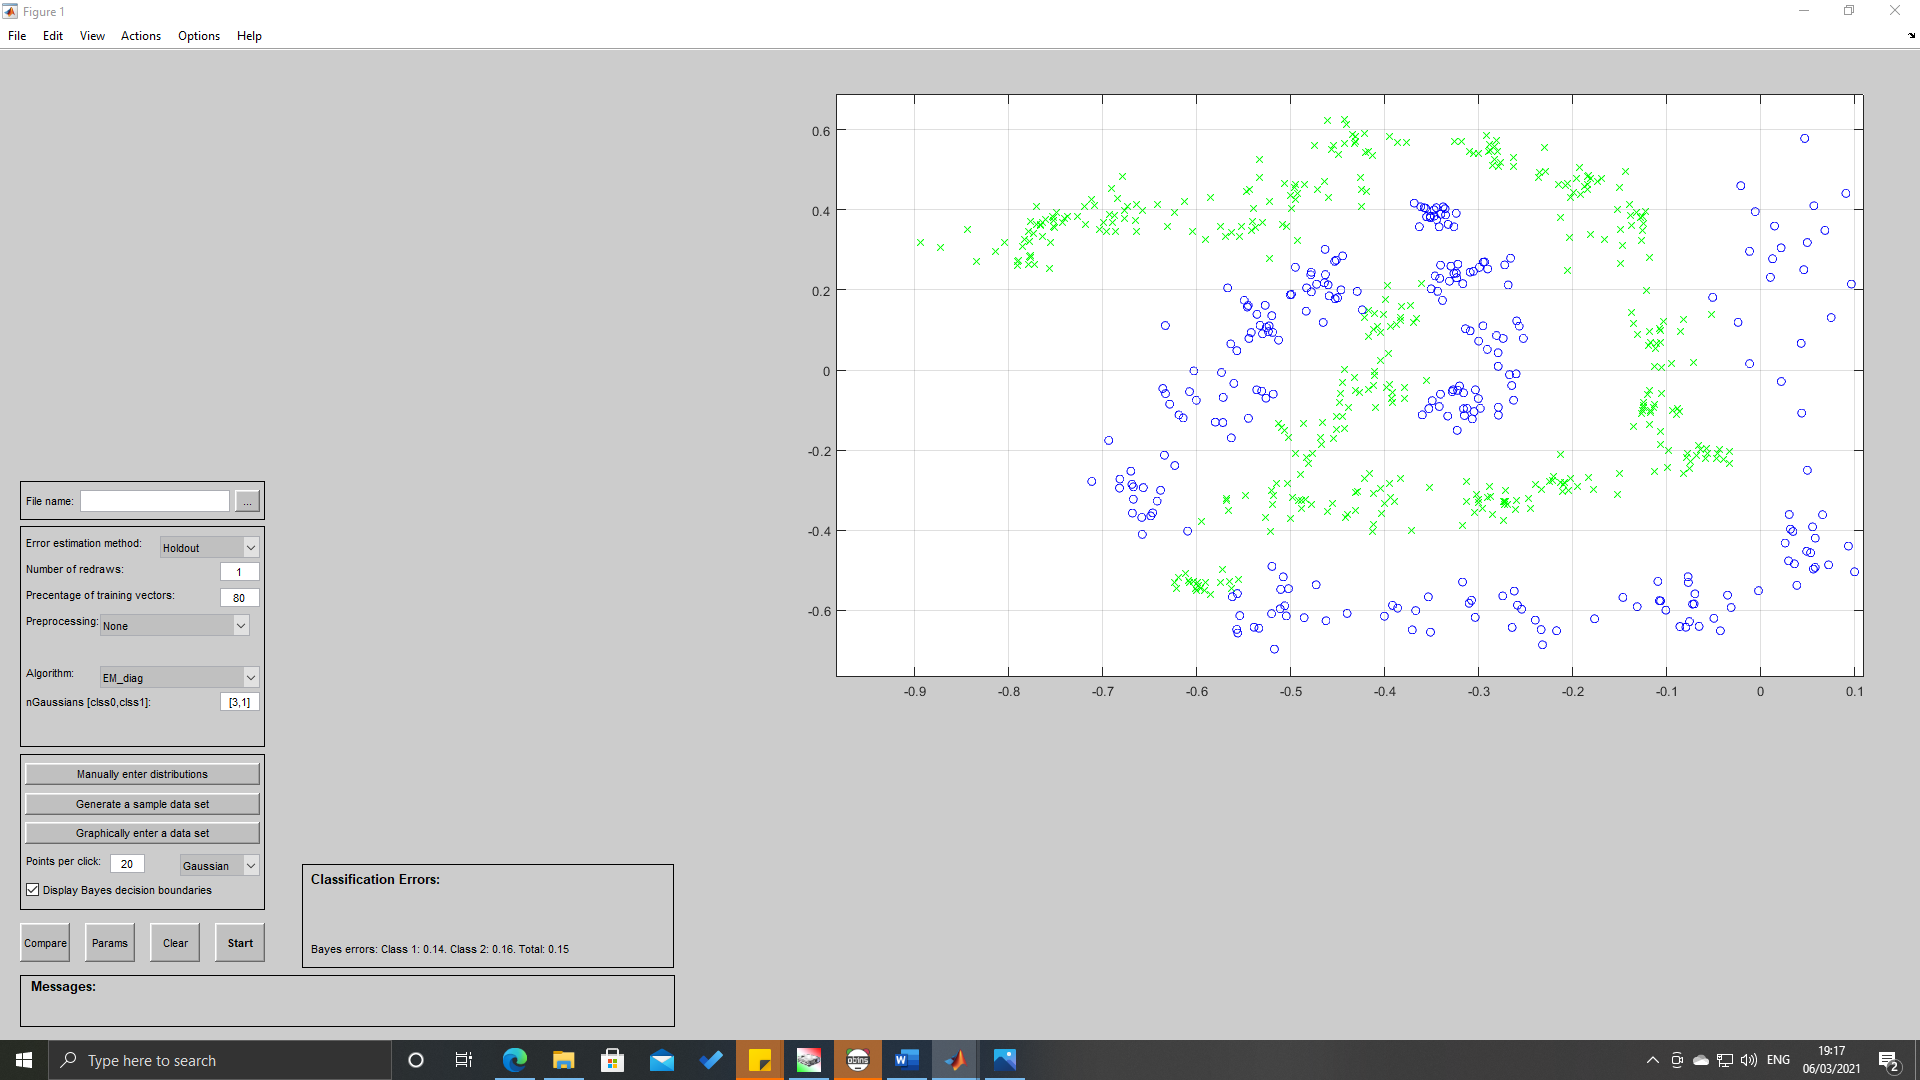 Figure 1
File Edit View Actions Options Help
0.6
0.4
0.2
0
-0.2
-0.4
-0.6
-0.9 -0.8 -0.7 -0.6 -0.5 -0.4 -0.3 -0.2 -0.1 0 0.1
File name: ...
Error estimation method: Holdout
Number of redraws: 1
Precentage of training vectors: 80
Preprocessing: None
Algorithm: EM_diag
nGaussians [clss0,clss1]: [3,1]
Manually enter distributions
Generate a sample data set
Graphically enter a data set
Points per click: 20 Gaussian
Display Bayes decision boundaries
Compare Params Clear Start
Classification Errors:
Bayes errors: Class 1: 0.14. Class 2: 0.16. Total: 0.15
Messages:
Type here to search
ENG
19:17
06/03/2021
2